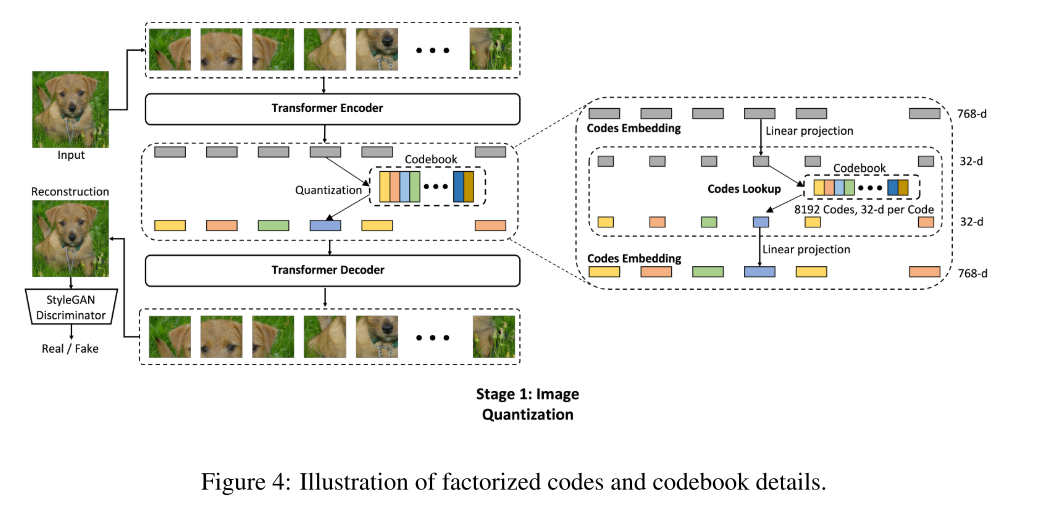 Input
Transformer Encoder
Codebook
Quantization
Transformer Decoder
Reconstruction
StyleGAN
Discriminator
Real / Fake
Codes Embedding
768-d
Linear projection
32-d
Codebook
Codes Lookup
8192 Codes, 32-d per Code
32-d
Linear projection
Codes Embedding
768-d
Stage 1: Image
Quantization
Figure 4: Illustration of factorized codes and codebook details.